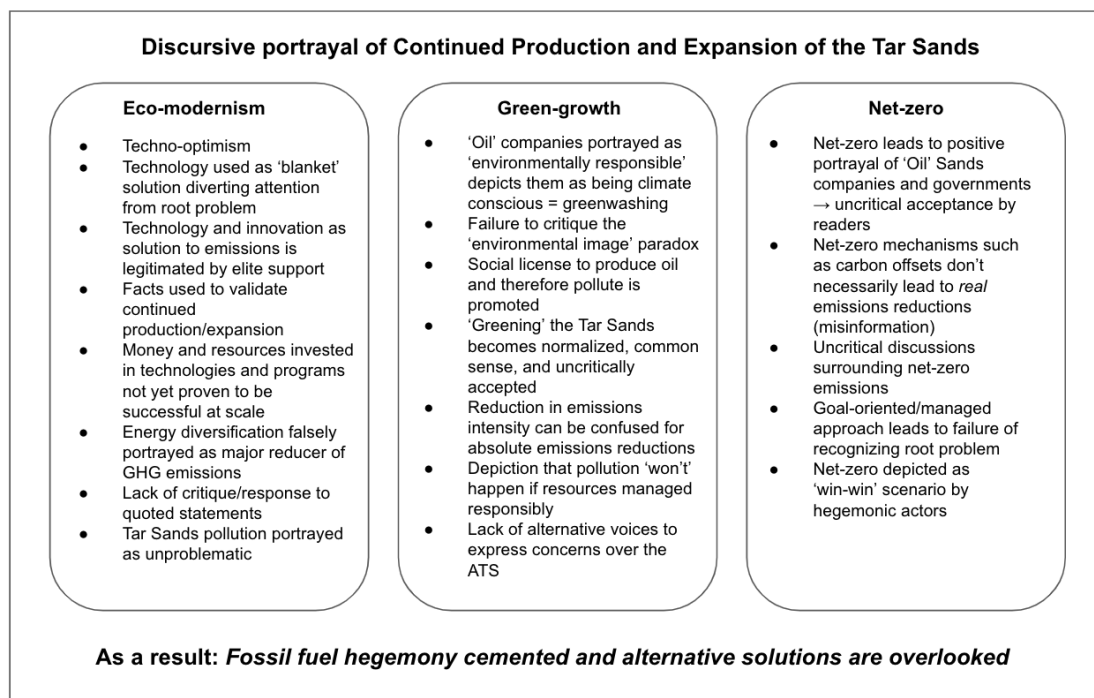 Discursive portrayal of Continued Production and Expansion of the Tar Sands
Eco-modernism
● Techno-optimism
● Technology used as ‘blanket’
solution diverting attention
from root problem
● Technology and innovation as
solution to emissions is
legitimated by elite support
● Facts used to validate
continued
production/expansion
● Money and resources invested
in technologies and programs
not yet proven to be
successful at scale
● Energy diversification falsely
portrayed as major reducer of
GHG emissions
● Lack of critique/response to
quoted statements
● Tar Sands pollution portrayed
as unproblematic
Green-growth
● ‘Oil’ companies portrayed as
‘environmentally responsible’
depicts them as being climate
conscious = greenwashing
● Failure to critique the
‘environmental image’ paradox
● Social license to produce oil
and therefore pollute is
promoted
● ‘Greening’ the Tar Sands
becomes normalized, common
sense, and uncritically
accepted
● Reduction in emissions
intensity can be confused for
absolute emissions reductions
● Depiction that pollution ‘won’t’
happen if resources managed
responsibly
● Lack of alternative voices to
express concerns over the
ATS
Net-zero
● Net-zero leads to positive
portrayal of ‘Oil’ Sands
companies and governments
→ uncritical acceptance by
readers
● Net-zero mechanisms such
as carbon offsets don’t
necessarily lead to real
emissions reductions
(misinformation)
● Uncritical discussions
surrounding net-zero
emissions
● Goal-oriented/managed
approach leads to failure of
recognizing root problem
● Net-zero depicted as
‘win-win’ scenario by
hegemonic actors
As a result: Fossil fuel hegemony cemented and alternative solutions are overlooked